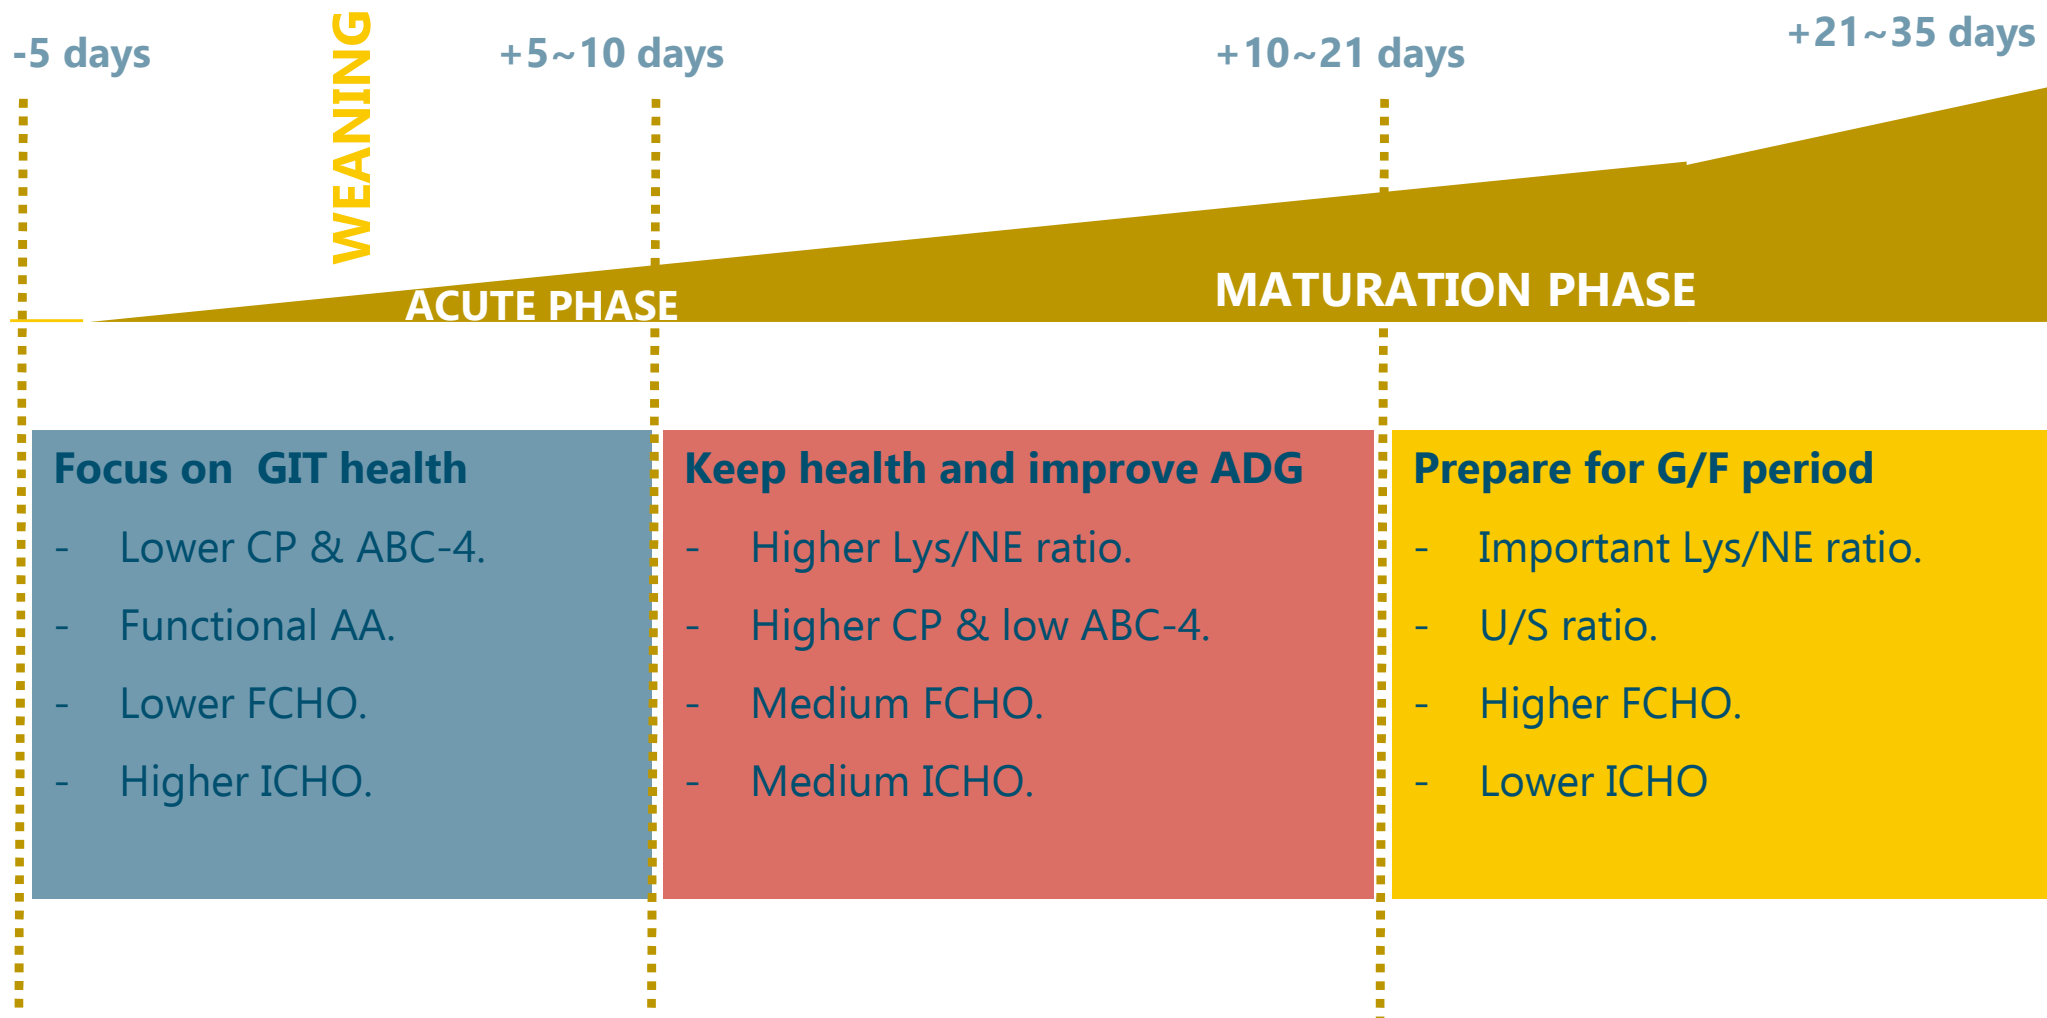 -5 days
WEANING
+5~10 days
+10~21 days
+21~35 days
ACUTE PHASE
MATURATION PHASE
Focus on  GIT health
- Lower CP & ABC-4.
- Functional AA.
- Lower FCHO.
- Higher ICHO.
Keep health and improve ADG
- Higher Lys/NE ratio.
- Higher CP & low ABC-4.
- Medium FCHO.
- Medium ICHO.
Prepare for G/F period
- Important Lys/NE ratio.
- U/S ratio.
- Higher FCHO.
- Lower ICHO